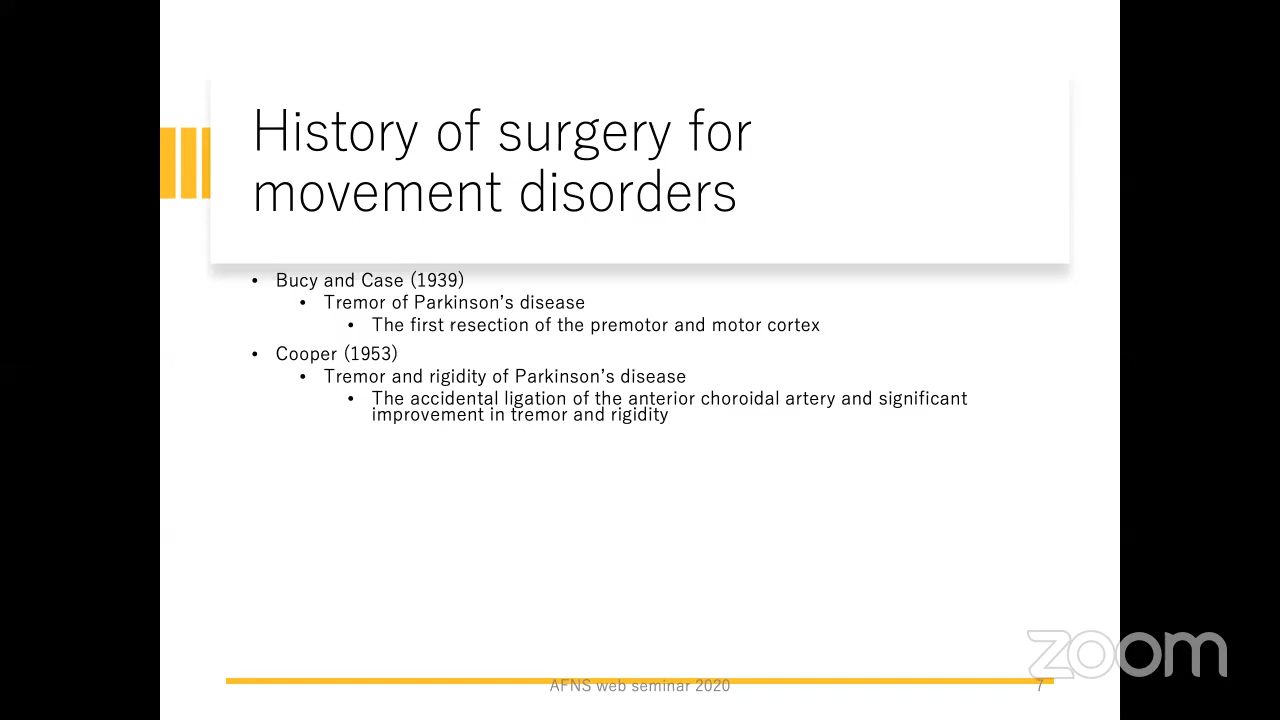 History of surgery for
movement disorders
• Bucy and Case (1939)
• Tremor of Parkinson’s disease
• The first resection of the premotor and motor cortex
• Cooper (1953)
• Tremor and rigidity of Parkinson’s disease
• The accidental ligation of the anterior choroidal artery and significant
improvement in tremor and rigidity
zoom
AFNS web seminar 2020
7